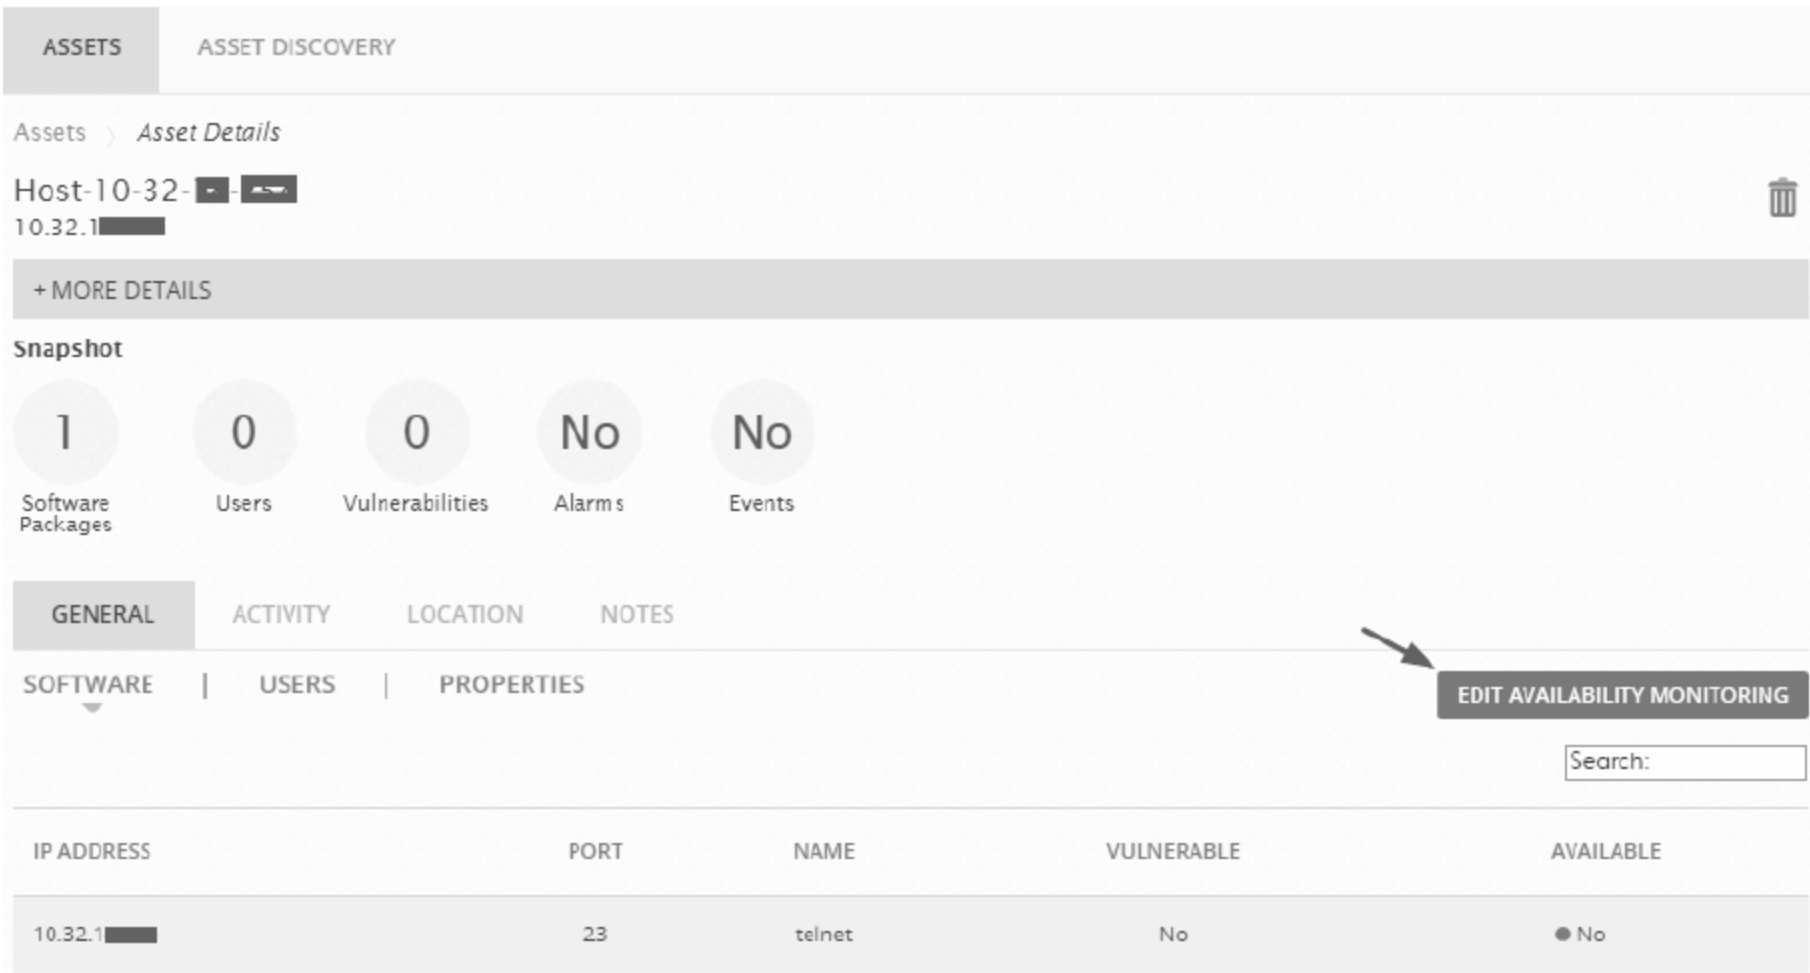 ASSETS ASSET DISCOVERY
Assets Asset Details
Host-10-32- -
10.32.1
+ MORE DETAILS
Snapshot
1 0 0 No No
Software Packages Users Vulnerabilities Alarms Events
GENERAL ACTIVITY LOCATION NOTES
SOFTWARE | USERS | PROPERTIES
EDIT AVAILABILITY MONITORING
Search:
IP ADDRESS PORT NAME VULNERABLE AVAILABLE
10.32.1 23 telnet No No